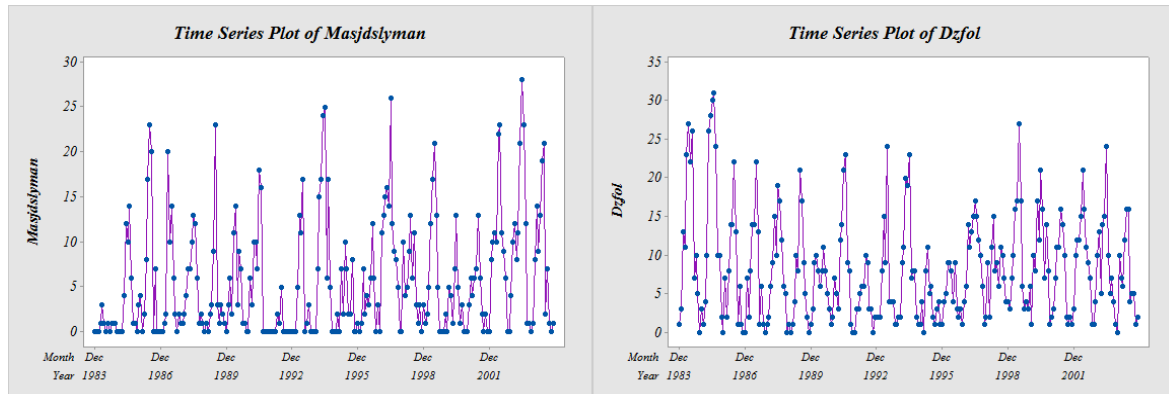 Time Series Plot of Masjdslyman
30
25
20
15
10
5
0
Masjdslyman
Month Dec Dec Dec Dec Dec Dec Dec
Year 1983 1986 1989 1992 1995 1998 2001
Time Series Plot of Dzfol
35
30
25
20
15
10
5
0
Dzfol
Month Dec Dec Dec Dec Dec Dec Dec
Year 1983 1986 1989 1992 1995 1998 2001